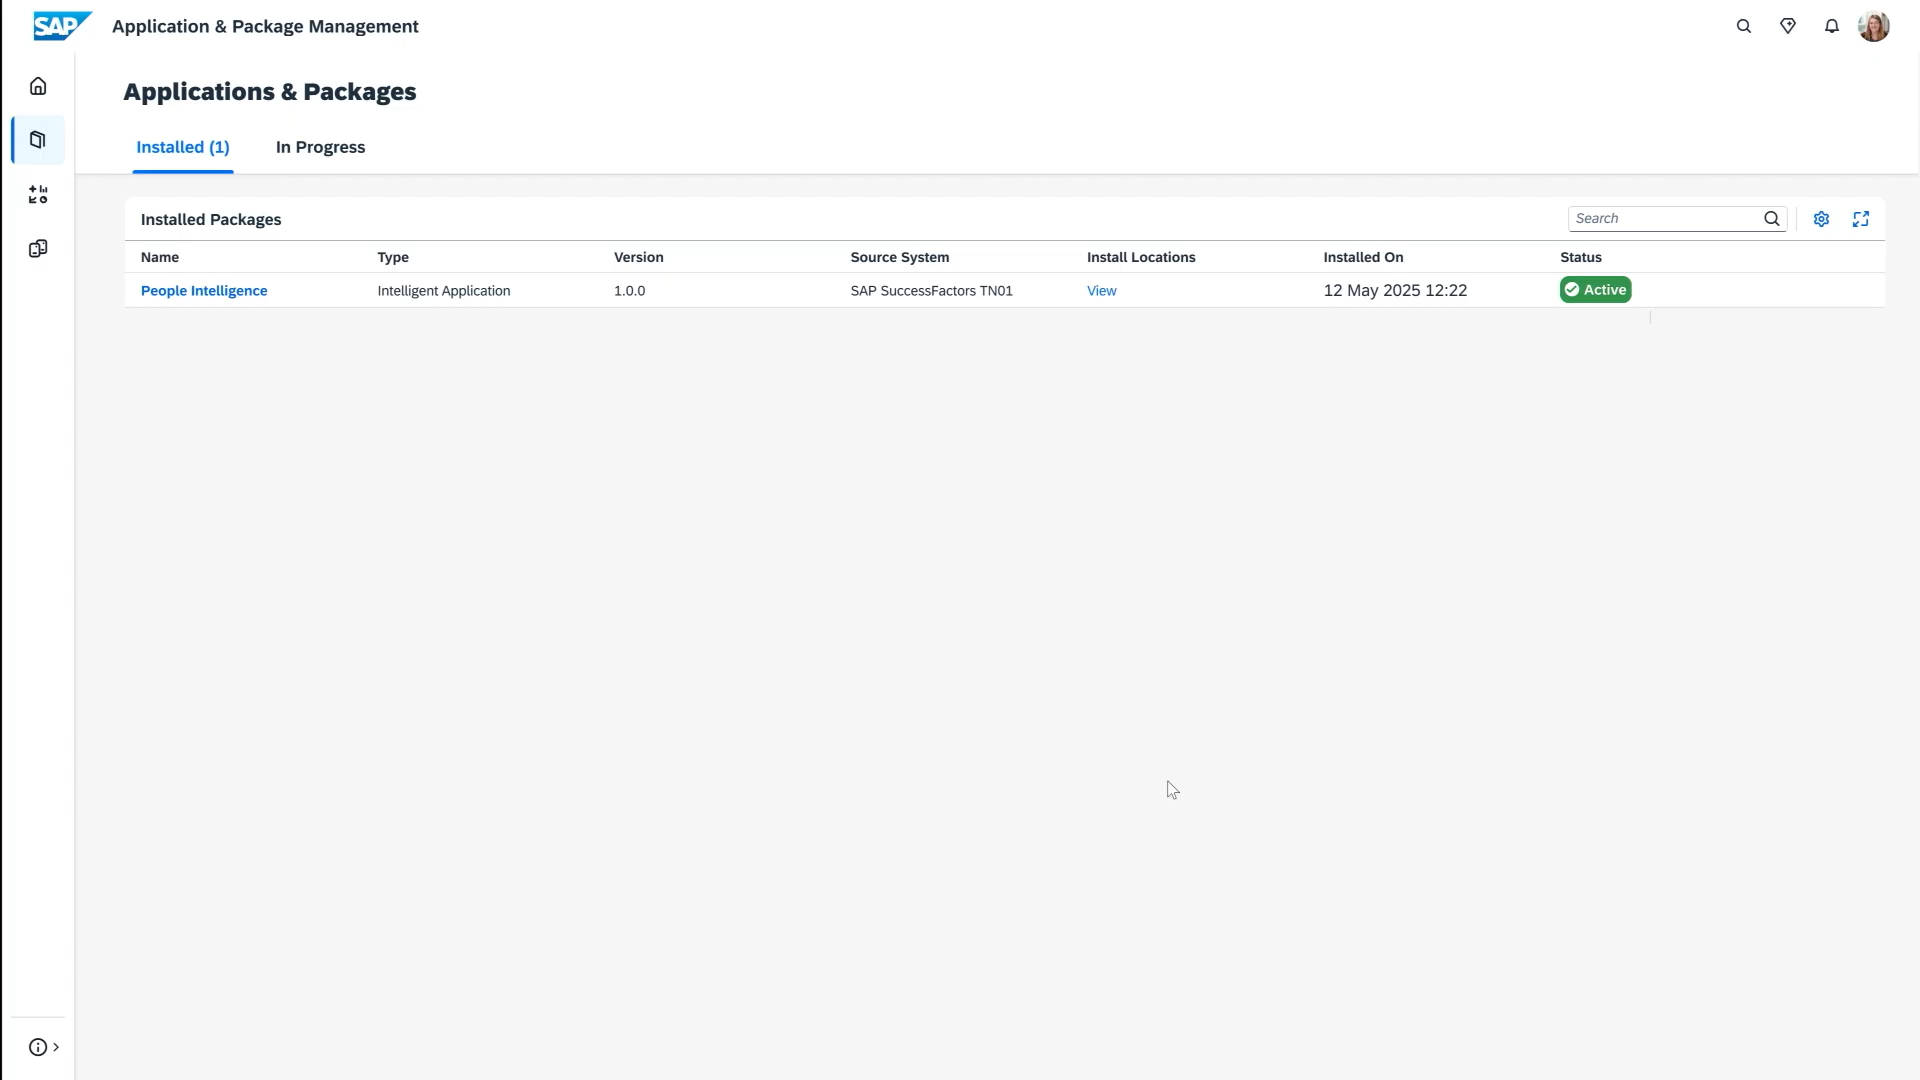 SAP Application & Package Management
Applications & Packages
Installed (1) In Progress
Installed Packages Search
Name Type Version Source System Install Locations Installed On Status
People Intelligence Intelligent Application 1.0.0 SAP SuccessFactors TN01 View 12 May 2025 12:22 Active